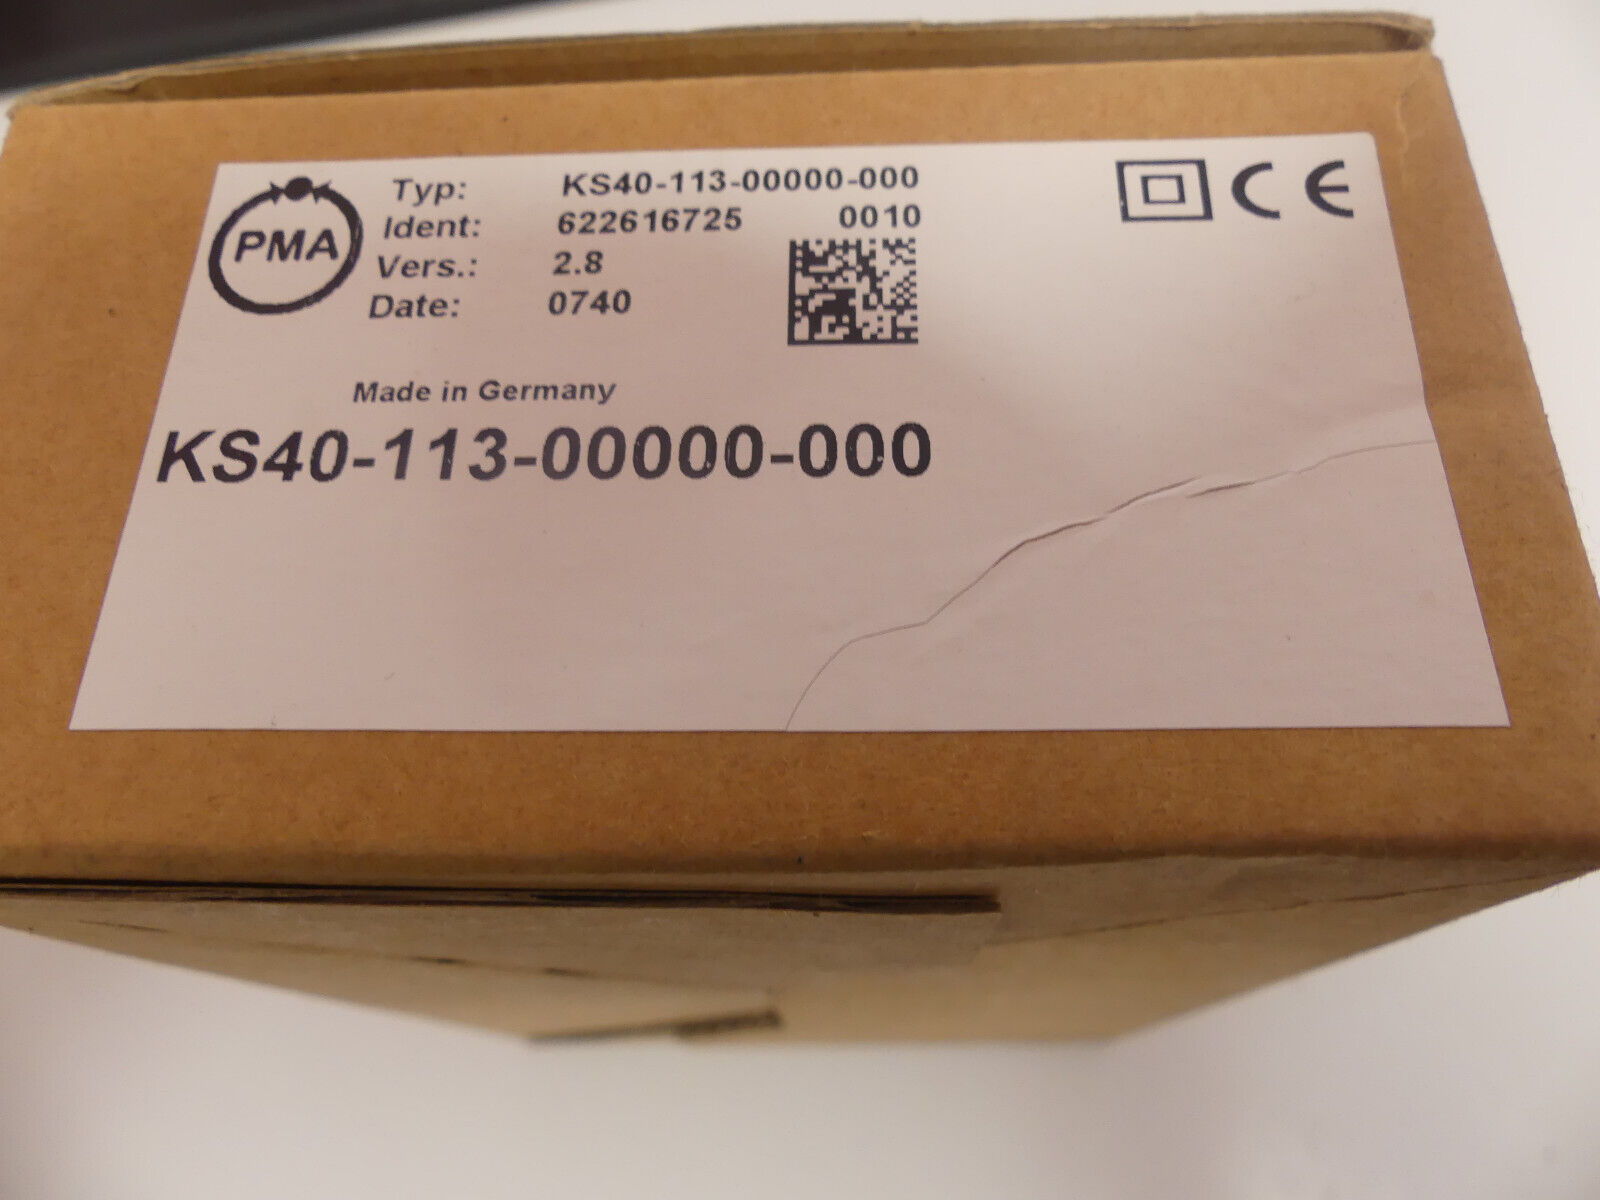 PMA
Typ: KS40-113-00000-000
Ident: 622616725 0010
Vers.: 2.8
Date: 0740
CE
Made in Germany
KS40-113-00000-000